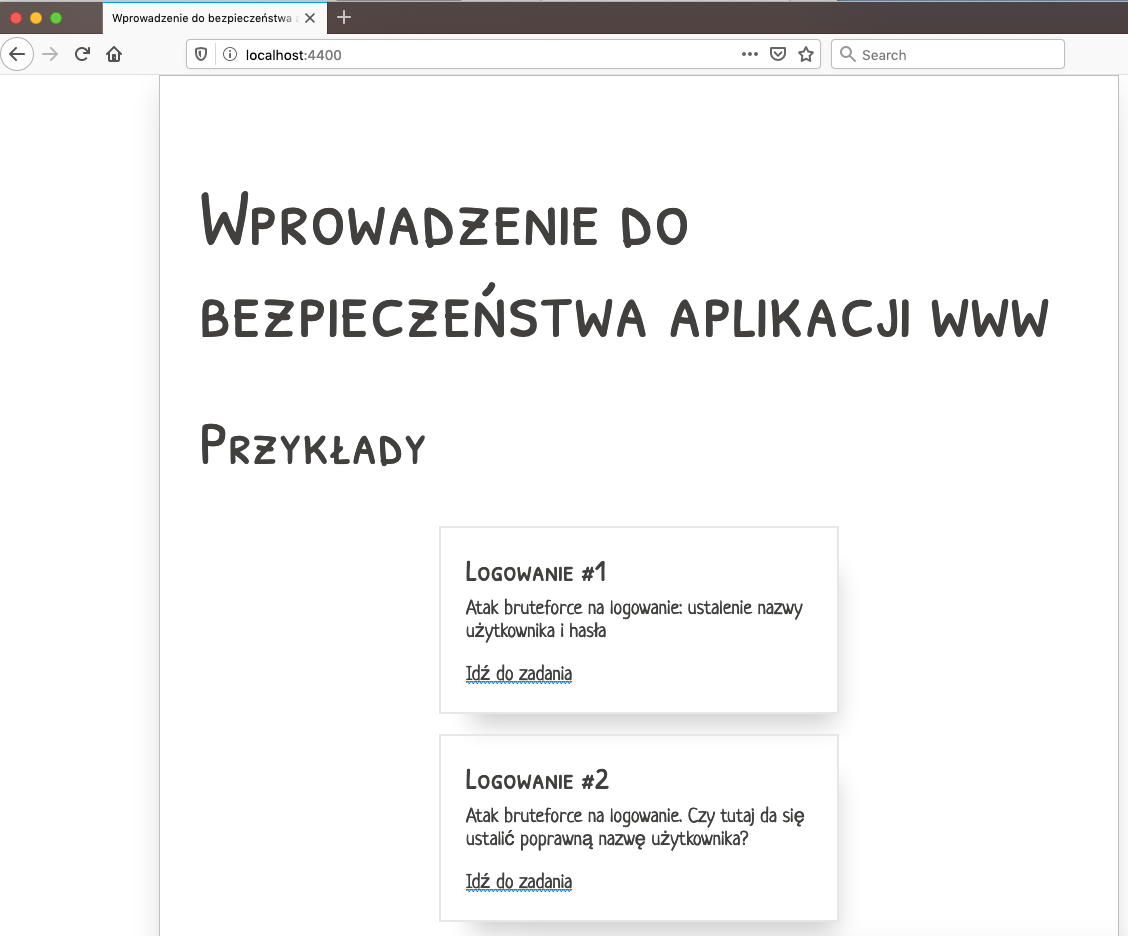 Wprowadzenie do bezpieczeństwa a
localhost:4400
Search
Wprowadzenie do
bezpieczeństwa aplikacji WWW
Przykłady
Logowanie #1
Atak bruteforce na logowanie: ustalenie nazwy
użytkownika i hasła
Idź do zadania
Logowanie #2
Atak bruteforce na logowanie. Czy tutaj da się
ustalić poprawną nazwę użytkownika?
Idź do zadania